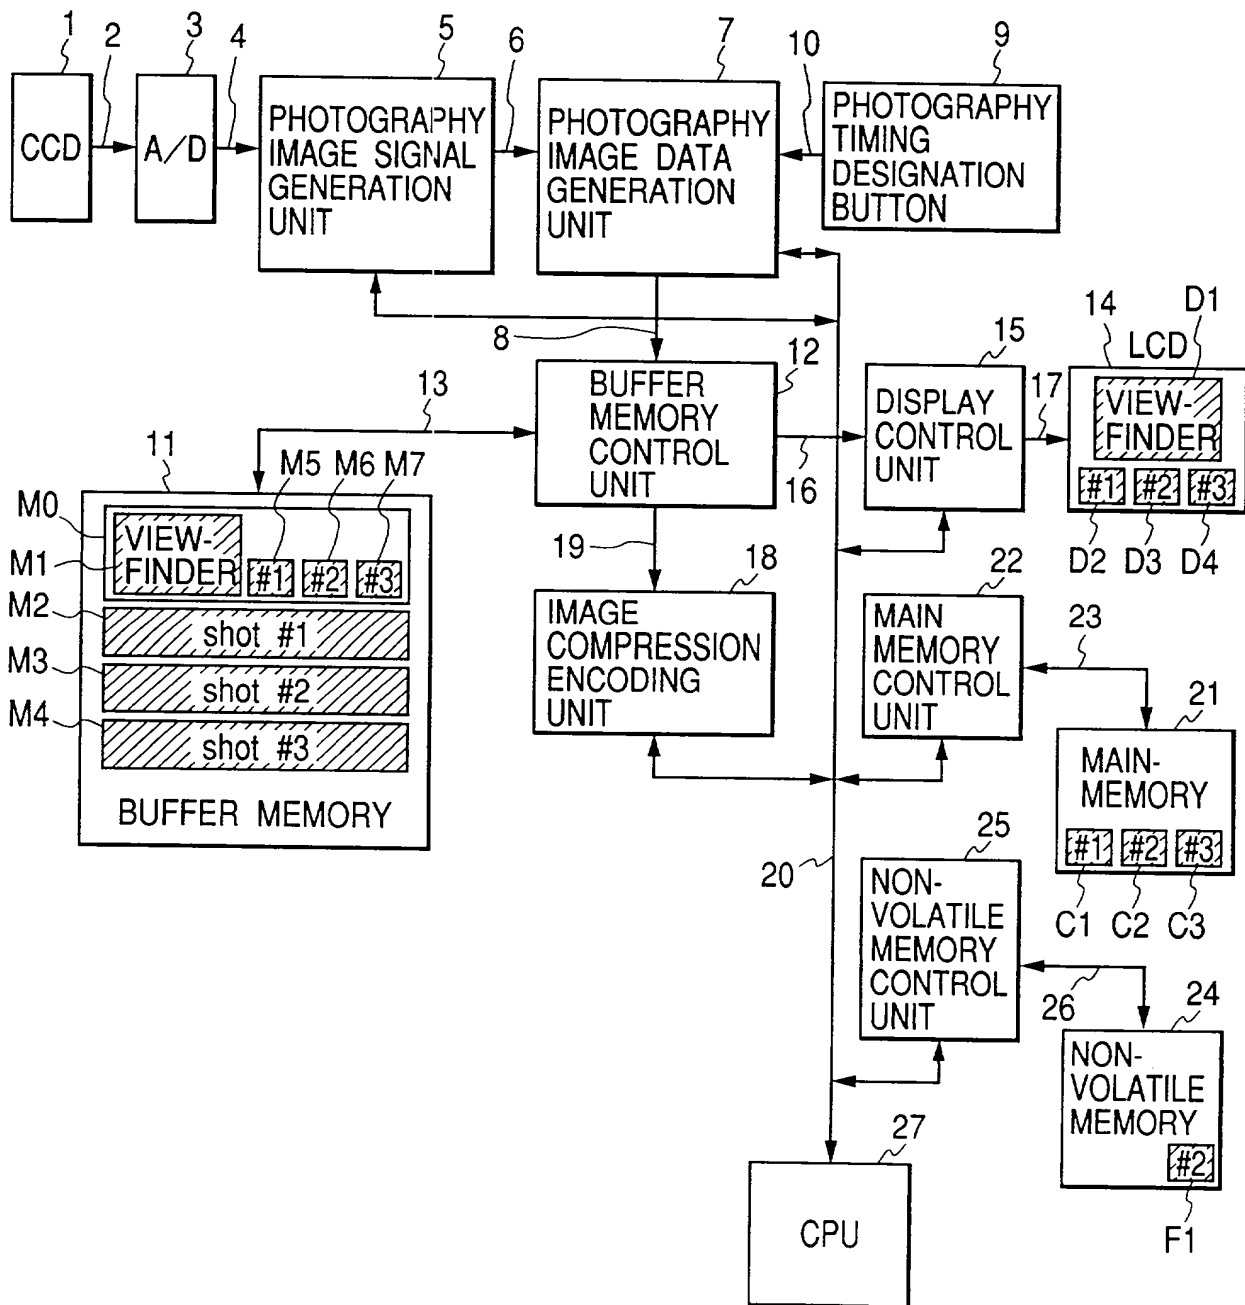 1
2
3
4
5
6
7
10
9
CCD
A/D
PHOTOGRAPHY
IMAGE SIGNAL
GENERATION
UNIT
PHOTOGRAPHY
IMAGE DATA
GENERATION
UNIT
PHOTOGRAPHY
TIMING
DESIGNATION
BUTTON
8
12
15
14
D1
LCD
13
BUFFER
MEMORY
CONTROL
UNIT
16
DISPLAY
CONTROL
UNIT
17
VIEW-
FINDER
#1
#2
#3
D2
D3
D4
11
M0
M1
M5
M6
M7
VIEW-
FINDER
#1
#2
#3
M2
shot #1
M3
shot #2
M4
shot #3
BUFFER MEMORY
19
18
IMAGE
COMPRESSION
ENCODING
UNIT
22
MAIN
MEMORY
CONTROL
UNIT
23
21
MAIN-
MEMORY
#1
#2
#3
C1
C2
C3
20
25
NON-
VOLATILE
MEMORY
CONTROL
UNIT
26
24
NON-
VOLATILE
MEMORY
#2
F1
27
CPU